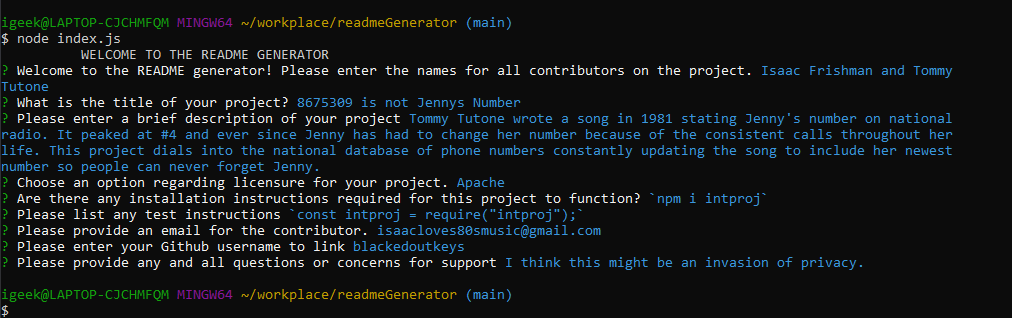 igeek@LAPTOP-CJCHMFQM MINGW64 ~/workplace/readmeGenerator (main)
$ node index.js
WELCOME TO THE README GENERATOR
? Welcome to the README generator! Please enter the names for all contributors on the project. Isaac Frishman and Tommy
Tutone
? What is the title of your project? 8675309 is not Jennys Number
? Please enter a brief description of your project Tommy Tutone wrote a song in 1981 stating Jenny's number on national
radio. It peaked at #4 and ever since Jenny has had to change her number because of the consistent calls throughout her
life. This project dials into the national database of phone numbers constantly updating the song to include her newest
number so people can never forget Jenny.
? Choose an option regarding licensure for your project. Apache
? Are there any installation instructions required for this project to function? `npm i intproj`
? Please list any test instructions `const intproj = require("intproj");`
? Please provide an email for the contributor. isaacloves80smusic@gmail.com
? Please enter your Github username to link blackedoutkeys
? Please provide any and all questions or concerns for support I think this might be an invasion of privacy.
igeek@LAPTOP-CJCHMFQM MINGW64 ~/workplace/readmeGenerator (main)
$